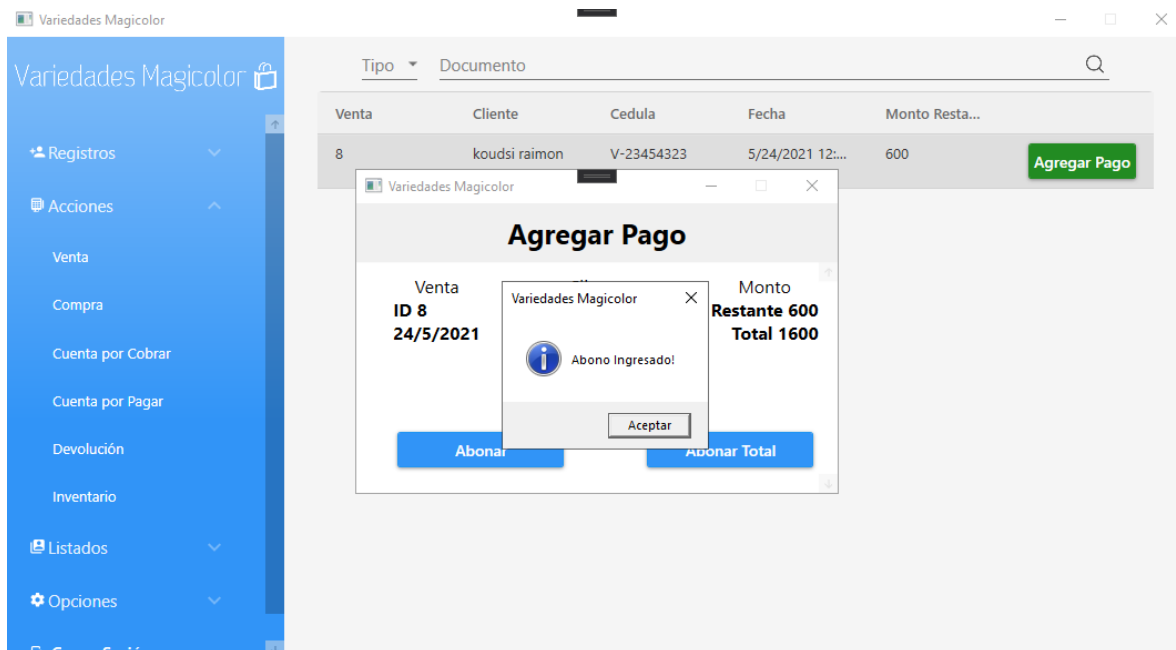 Variedades Magicolor
Variedades Magicolor
Tipo Documento
Venta Cliente Cedula Fecha Monto Resta...
8 koudsi raimon V-23454323 5/24/2021 12:... 600 Agregar Pago
Registros
Acciones
Venta
Compra
Cuenta por Cobrar
Cuenta por Pagar
Devolución
Inventario
Listados
Opciones
Variedades Magicolor
Agregar Pago
Venta
ID 8
24/5/2021
Monto
Restante 600
Total 1600
Abonar
Abonar Total
Variedades Magicolor
Abono Ingresado!
Aceptar